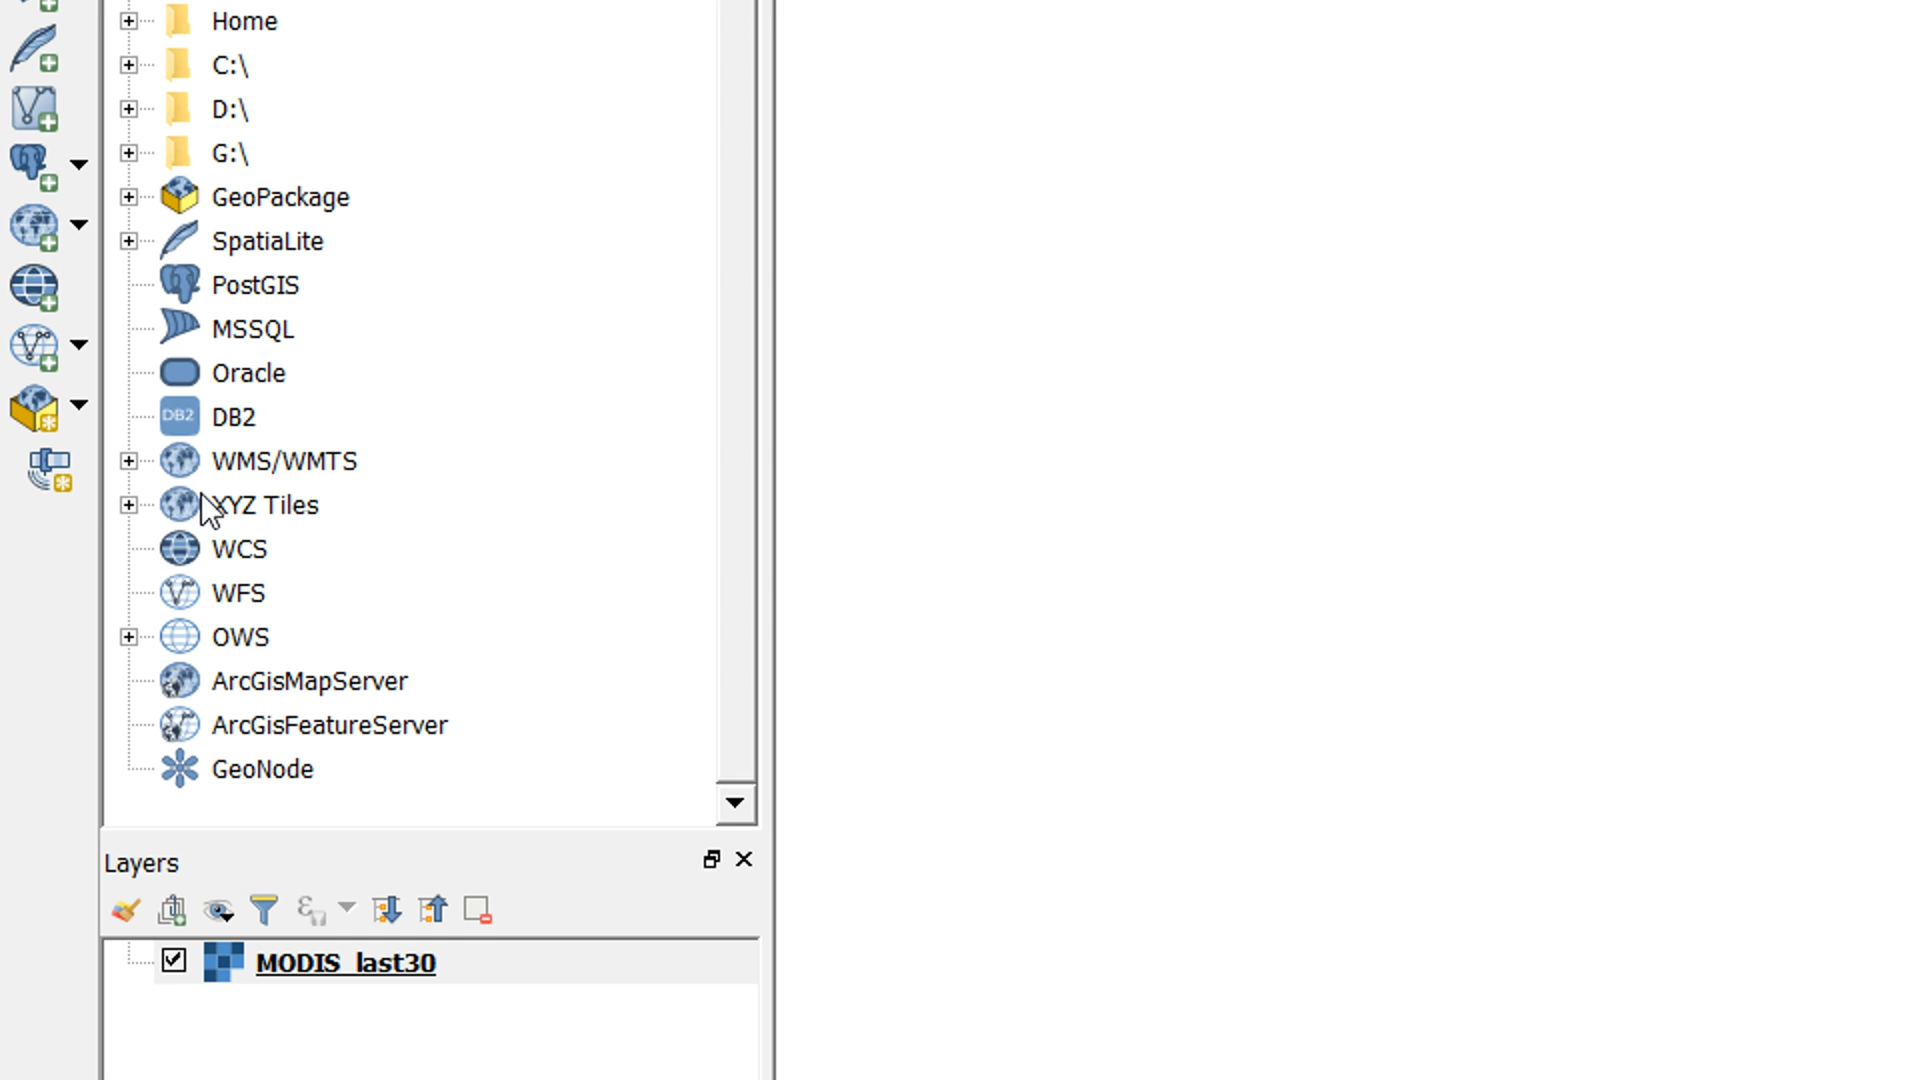 Home
C:\
D:\
G:\
GeoPackage
SpatiaLite
PostGIS
MSSQL
Oracle
DB2 DB2
WMS/WMTS
XYZ Tiles
WCS
WFS
OWS
ArcGisMapServer
ArcGisFeatureServer
GeoNode
Layers
MODIS_last30